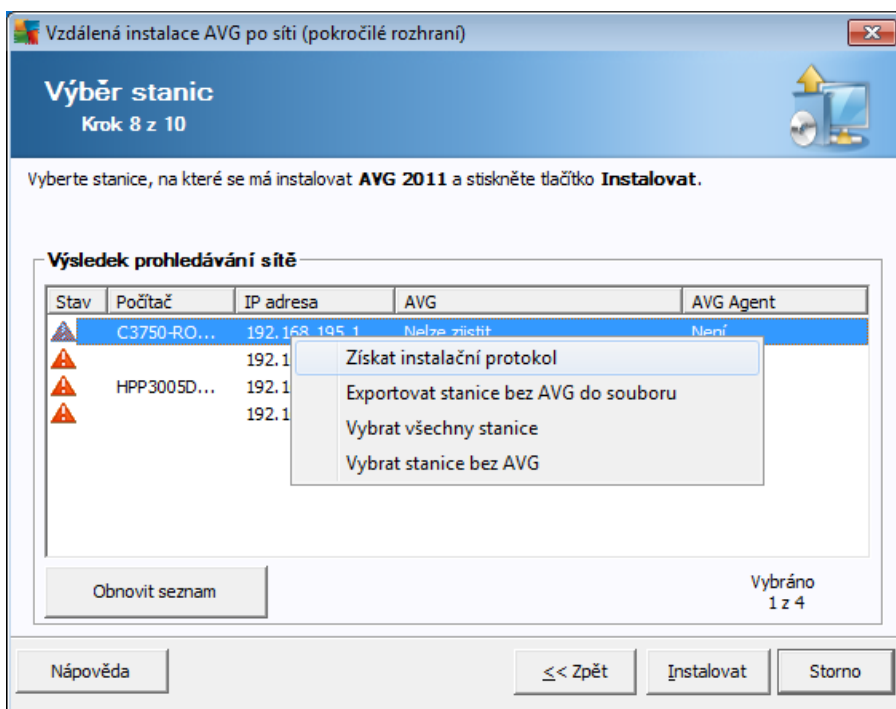 Vzdálená instalace AVG po síti (pokročilé rozhraní)
Výběr stanic
Krok 8 z 10
Vyberte stanice, na které se má instalovat AVG 2011 a stiskněte tlačítko Instalovat.
Výsledek prohledávání sítě
Stav Počítač IP adresa AVG AVG Agent
C3750-RO... 192.168.195.1 Nelze zjistit Není
192.1
HPP3005D... 192.1
192.1
Získat instalační protokol
Exportovat stanice bez AVG do souboru
Vybrat všechny stanice
Vybrat stanice bez AVG
Obnovit seznam
Vybráno
1 z 4
Nápověda << Zpět Instalovat Storno